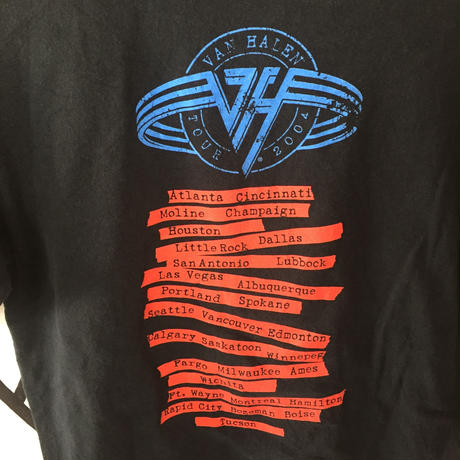 VAN HALEN
VH
TOUR 2004
Atlanta Cincinnati
Moline Champaign
Houston
Little Rock Dallas
San Antonio Lubbock
Las Vegas Albuquerque
Portland Spokane
Seattle Vancouver Edmonton
Calgary Saskatoon Winnepeg
Fargo Milwaukee Ames
Wichita
Ft. Wayne Montreal Hamilton
Rapid City Bozeman Boise
Tucson